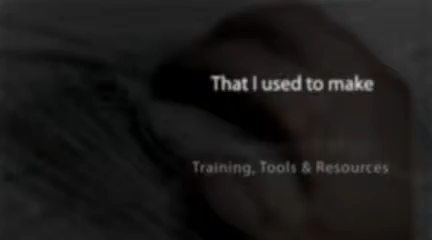 That I used to make
Training, Tools & Resources